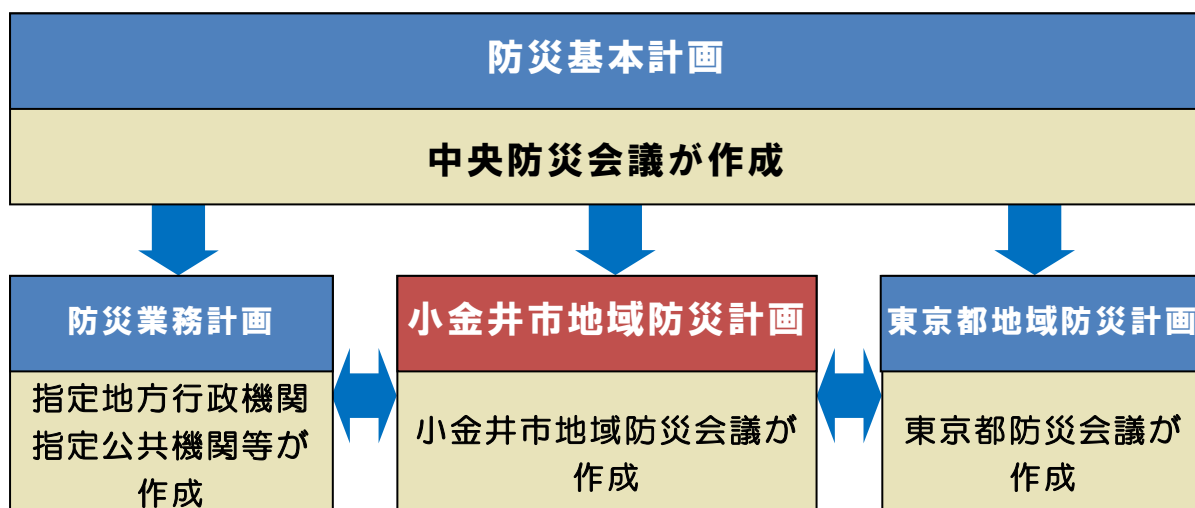 防災基本計画
中央防災会議が作成
防災業務計画
指定地方行政機関
指定公共機関等が
作成
小金井市地域防災計画
小金井市地域防災会議が
作成
東京都地域防災計画
東京都防災会議が
作成